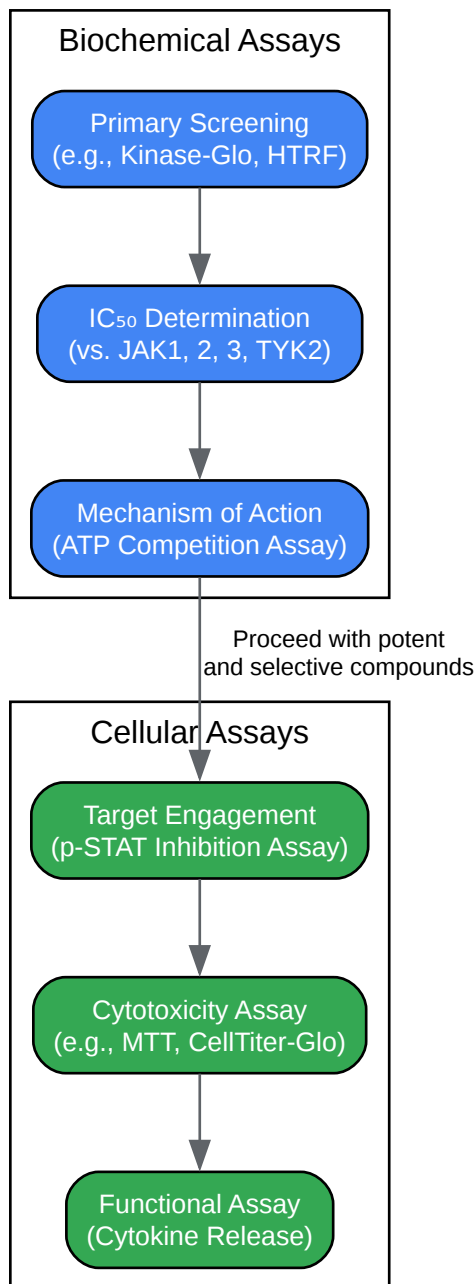 Biochemical Assays
Primary Screening
(e.g., Kinase-Glo, HTRF)
IC₅₀ Determination
(vs. JAK1, 2, 3, TYK2)
Mechanism of Action
(ATP Competition Assay)
Proceed with potent
and selective compounds
Cellular Assays
Target Engagement
(p-STAT Inhibition Assay)
Cytotoxicity Assay
(e.g., MTT, CellTiter-Glo)
Functional Assay
(Cytokine Release)